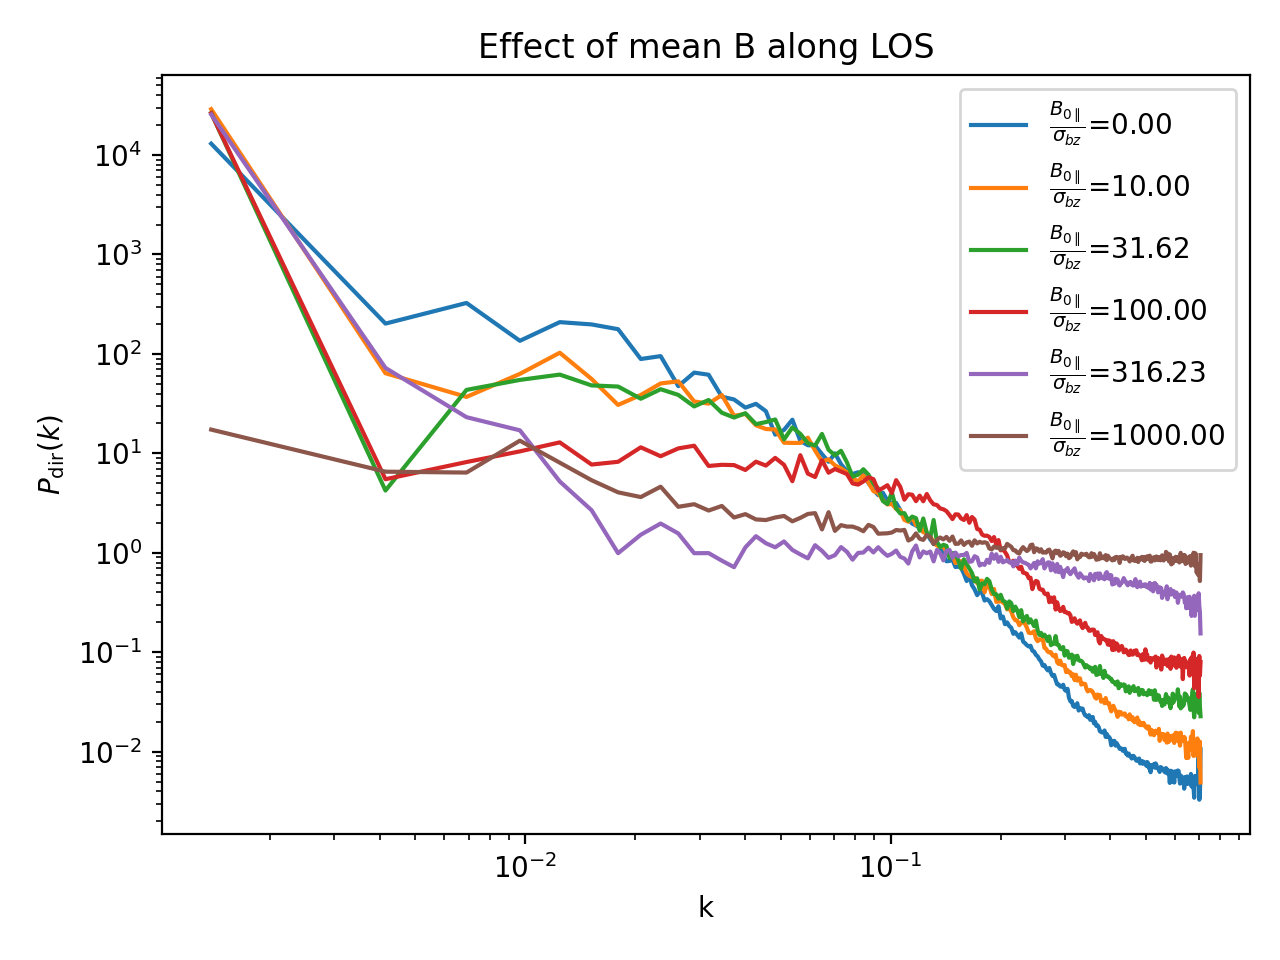 Effect of mean B along LOS
P_dir(k)
10^4
10^3
10^2
10^1
10^0
10^−1
10^−2
B_0∥/σ_bz=0.00
B_0∥/σ_bz=10.00
B_0∥/σ_bz=31.62
B_0∥/σ_bz=100.00
B_0∥/σ_bz=316.23
B_0∥/σ_bz=1000.00
10^−2 10^−1
k